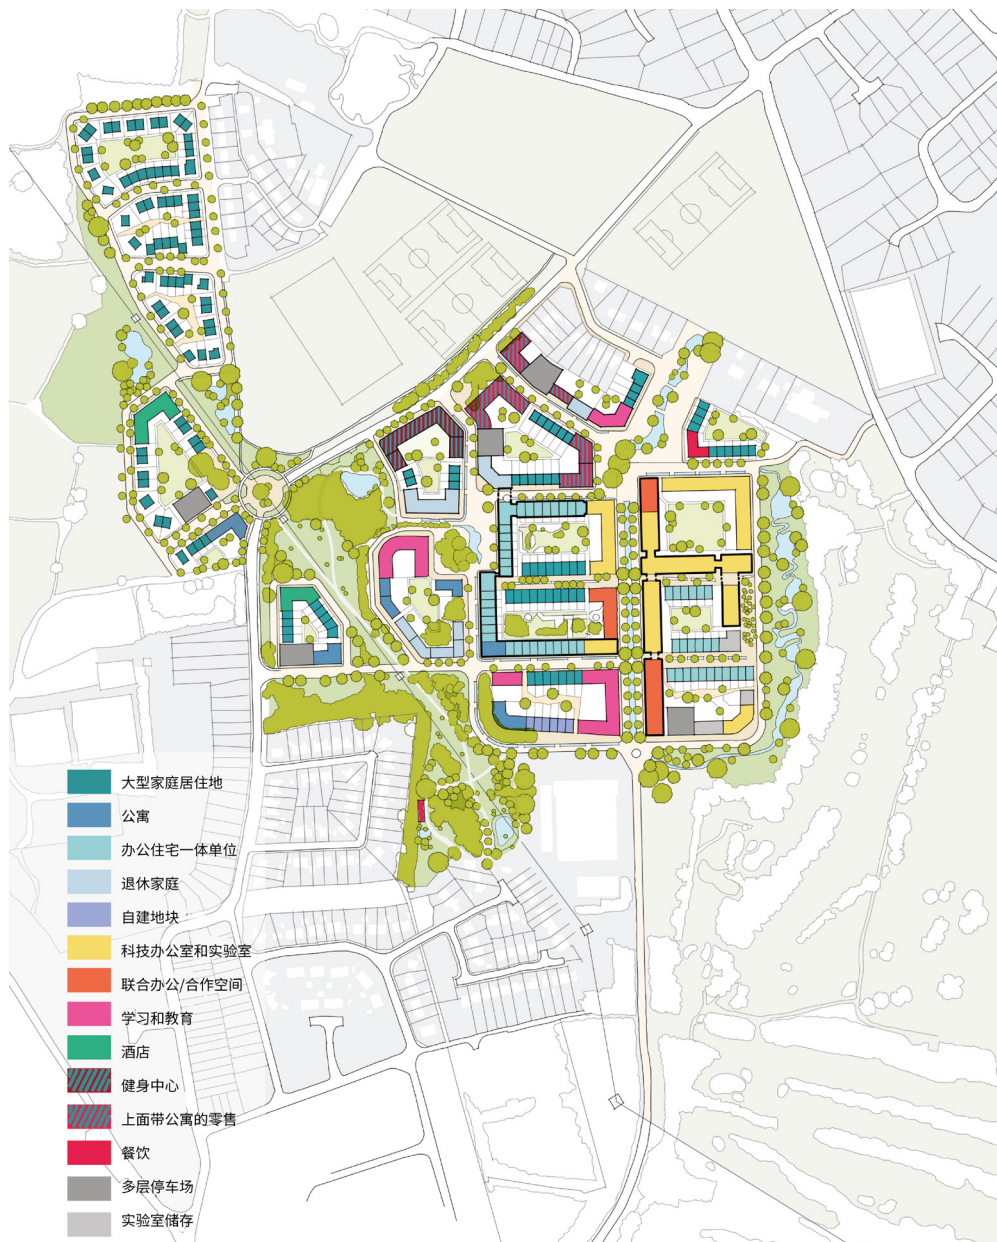 大型家庭居住地
公寓
办公住宅一体单位
退休家庭
自建地块
科技办公室和实验室
联合办公/合作空间
学习和教育
酒店
健身中心
上面带公寓的零售
餐饮
多层停车场
实验室储存